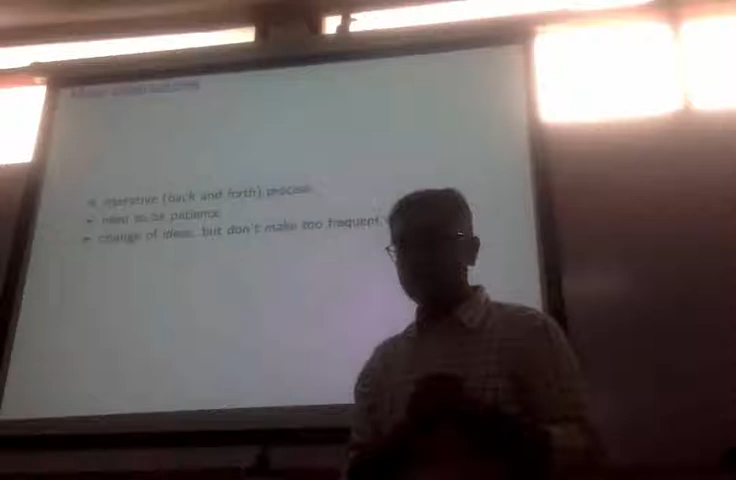 iterative (back and forth) process
need to be patience
change of ideas, but don't make too frequent.